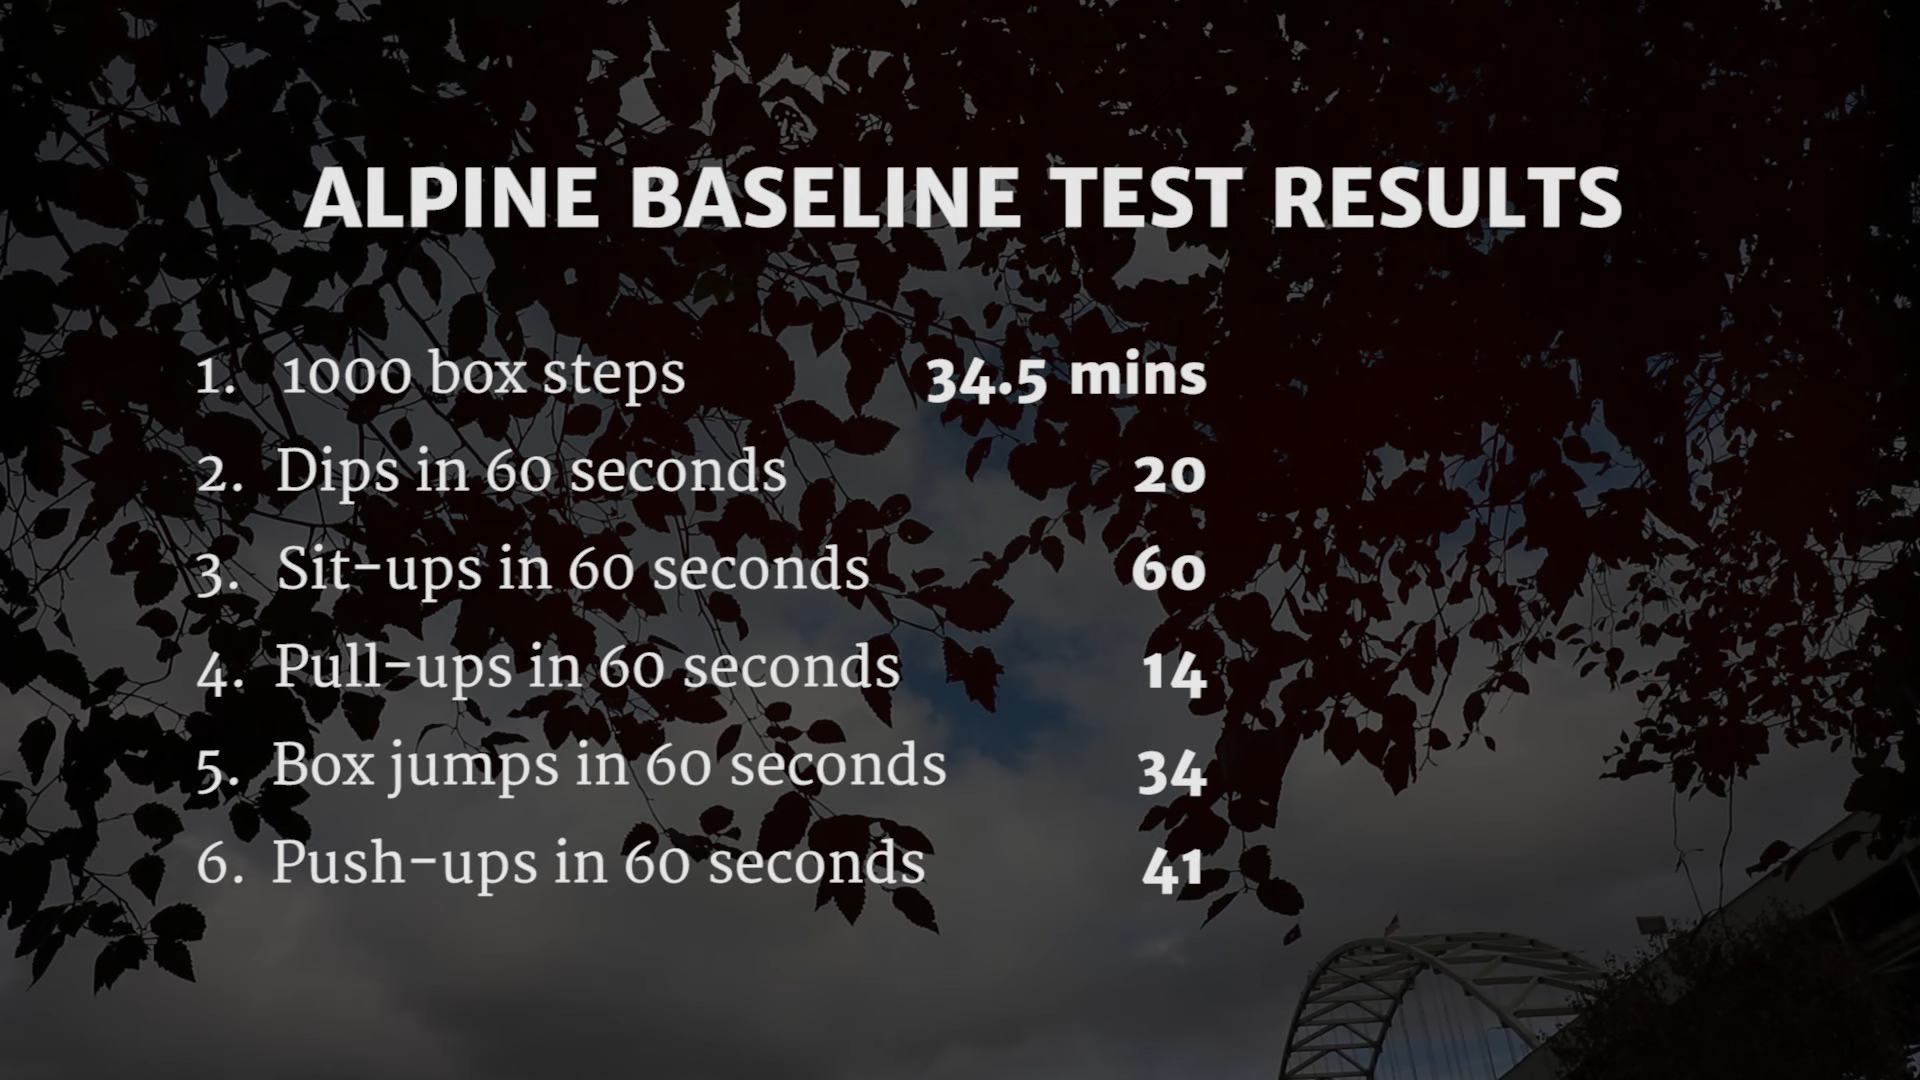 ALPINE BASELINE TEST RESULTS
1. 1000 box steps 34.5 mins
2. Dips in 60 seconds 20
3. Sit-ups in 60 seconds 60
4. Pull-ups in 60 seconds 14
5. Box jumps in 60 seconds 34
6. Push-ups in 60 seconds 41